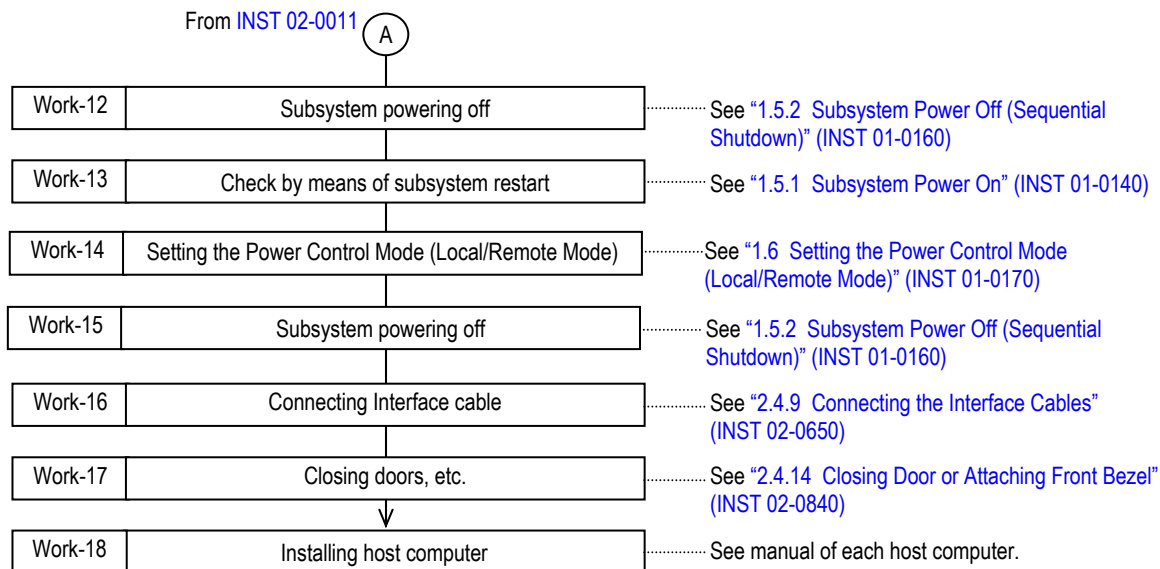 From INST 02-0011
A
Work-12 Subsystem powering off See “1.5.2 Subsystem Power Off (Sequential
Shutdown)” (INST 01-0160)
Work-13 Check by means of subsystem restart See “1.5.1 Subsystem Power On” (INST 01-0140)
Work-14 Setting the Power Control Mode (Local/Remote Mode) See “1.6 Setting the Power Control Mode
(Local/Remote Mode)” (INST 01-0170)
Work-15 Subsystem powering off See “1.5.2 Subsystem Power Off (Sequential
Shutdown)” (INST 01-0160)
Work-16 Connecting Interface cable See “2.4.9 Connecting the Interface Cables”
(INST 02-0650)
Work-17 Closing doors, etc. See “2.4.14 Closing Door or Attaching Front Bezel”
(INST 02-0840)
Work-18 Installing host computer See manual of each host computer.